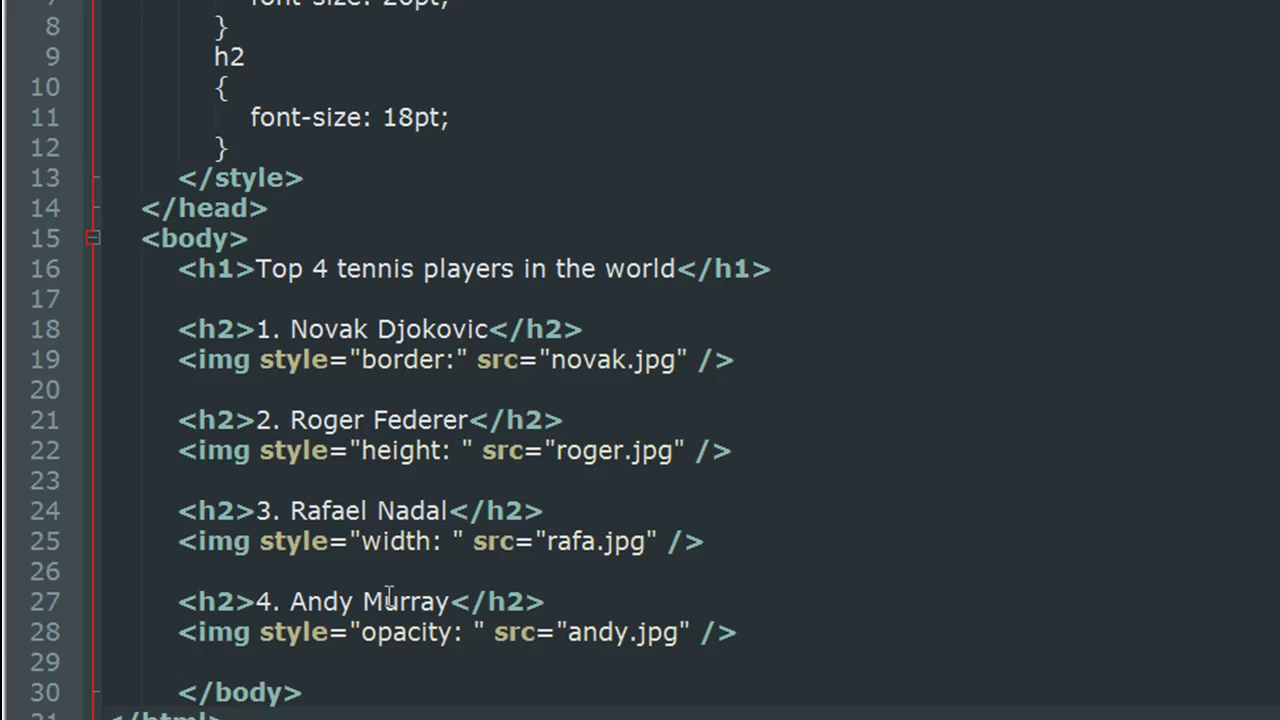 font-size: 20pt;
8 }
9 h2
10 {
11 font-size: 18pt;
12 }
13 </style>
14 </head>
15 <body>
16 <h1>Top 4 tennis players in the world</h1>
17
18 <h2>1. Novak Djokovic</h2>
19 <img style="border:" src="novak.jpg" />
20
21 <h2>2. Roger Federer</h2>
22 <img style="height: " src="roger.jpg" />
23
24 <h2>3. Rafael Nadal</h2>
25 <img style="width: " src="rafa.jpg" />
26
27 <h2>4. Andy Murray</h2>
28 <img style="opacity: " src="andy.jpg" />
29
30 </body>
</html>